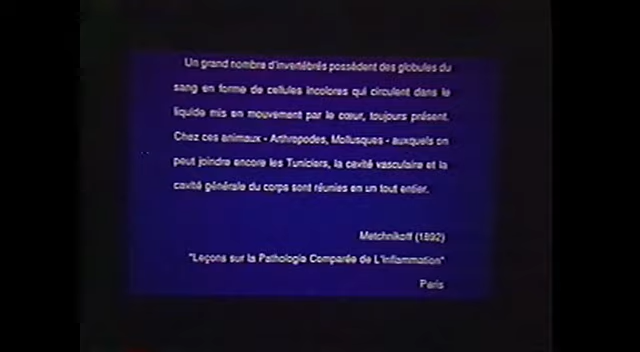 Un grand nombre d'invertébrés possèdent des globules du
sang en forme de cellules incolores qui circulent dans le
liquide mis en mouvement par le cœur, toujours présent.
Chez ces animaux - Arthropodes, Mollusques - auxquels on
peut joindre encore les Tuniciers, la cavité vasculaire et la
cavité générale du corps sont réunies en un tout entier.
Metchnikoff (1892)
"Leçons sur la Pathologie Comparée de L'Inflammation"
Paris